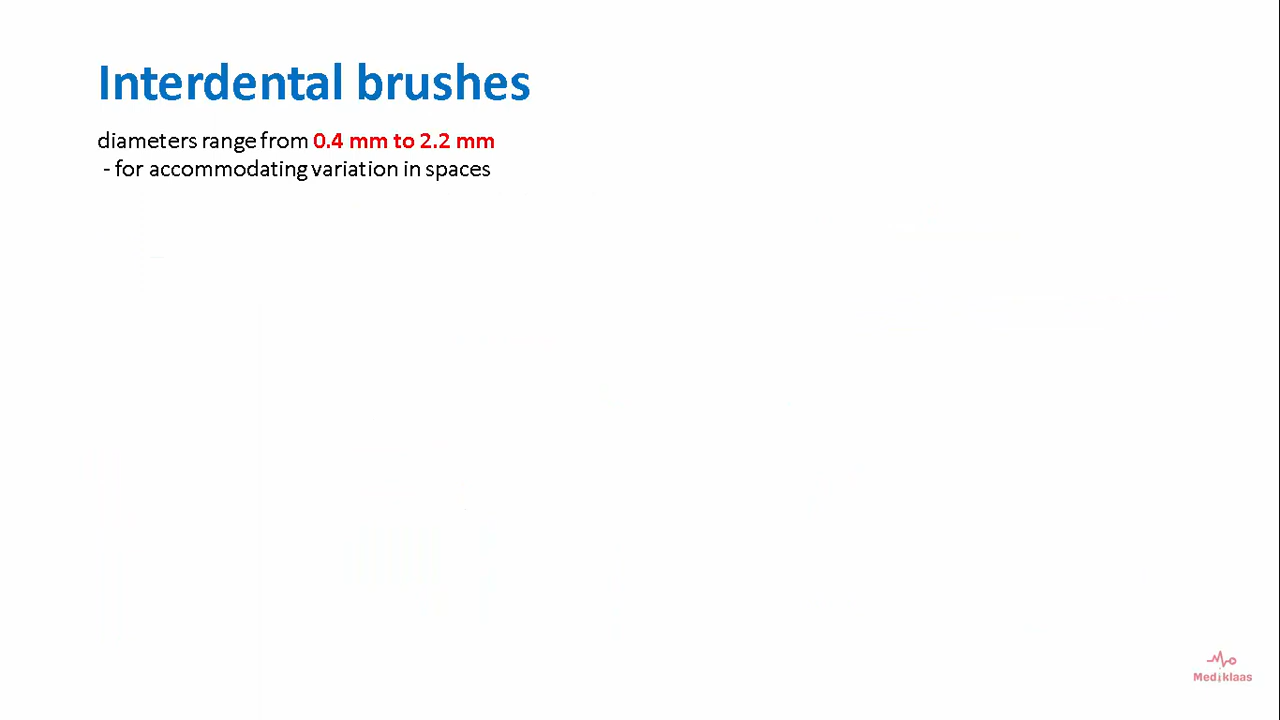 Interdental brushes
diameters range from 0.4 mm to 2.2 mm
- for accommodating variation in spaces
Mediklaas